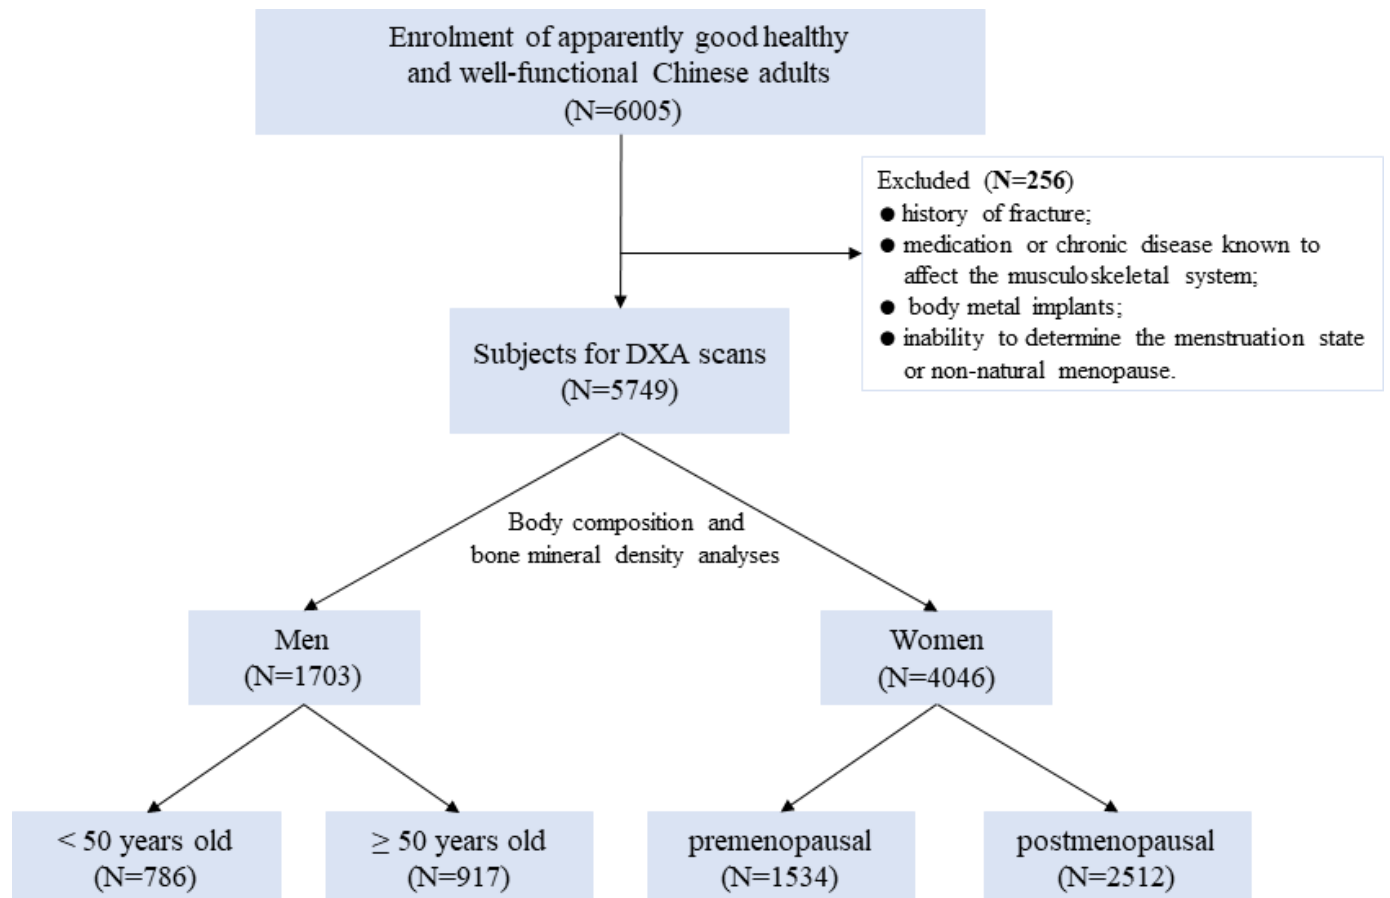 Enrolment of apparently good healthy
and well-functional Chinese adults
(N=6005)
Excluded (N=256)
● history of fracture;
● medication or chronic disease known to
affect the musculoskeletal system;
● body metal implants;
● inability to determine the menstruation state
or non-natural menopause.
Subjects for DXA scans
(N=5749)
Body composition and
bone mineral density analyses
Men
(N=1703)
Women
(N=4046)
< 50 years old
(N=786)
≥ 50 years old
(N=917)
premenopausal
(N=1534)
postmenopausal
(N=2512)